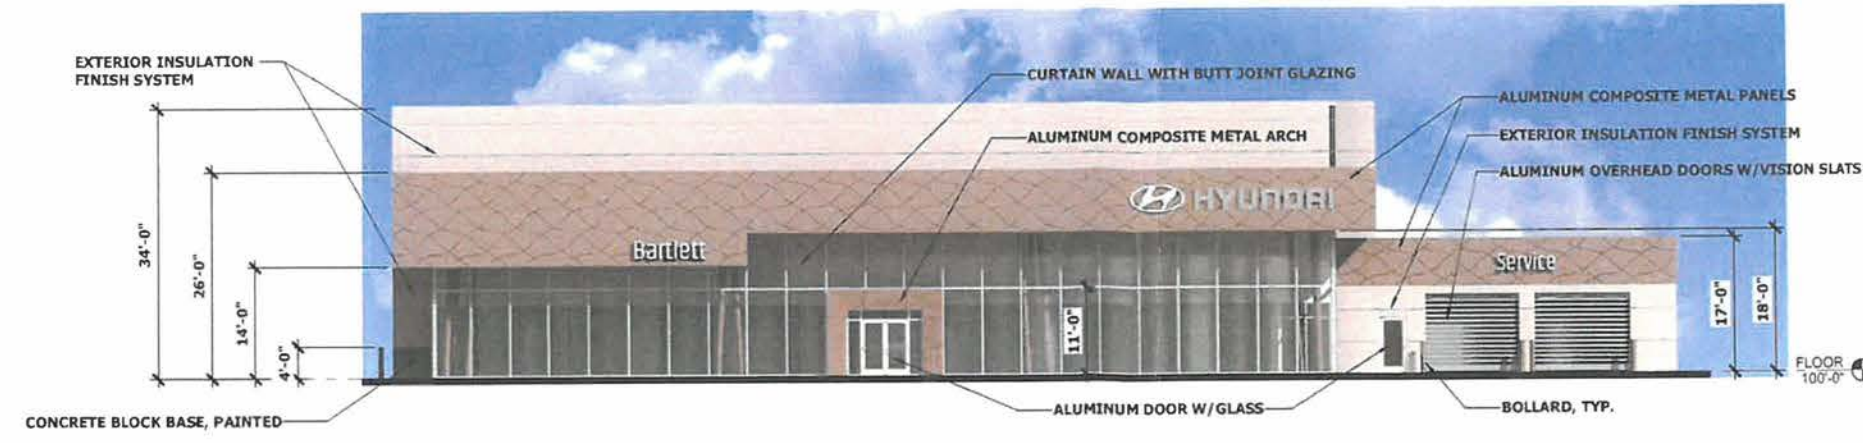 EXTERIOR INSULATION
FINISH SYSTEM
CURTAIN WALL WITH BUTT JOINT GLAZING
ALUMINUM COMPOSITE METAL PANELS
ALUMINUM COMPOSITE METAL ARCH
EXTERIOR INSULATION FINISH SYSTEM
ALUMINUM OVERHEAD DOORS W/VISION SLATS
HYUNDAI
Bartlett
Service
34'-0"
26'-0"
14'-0"
4'-0"
11'-0"
17'-0"
18'-0"
FLOOR
100'-0"
CONCRETE BLOCK BASE, PAINTED
ALUMINUM DOOR W/GLASS
BOLLARD, TYP.